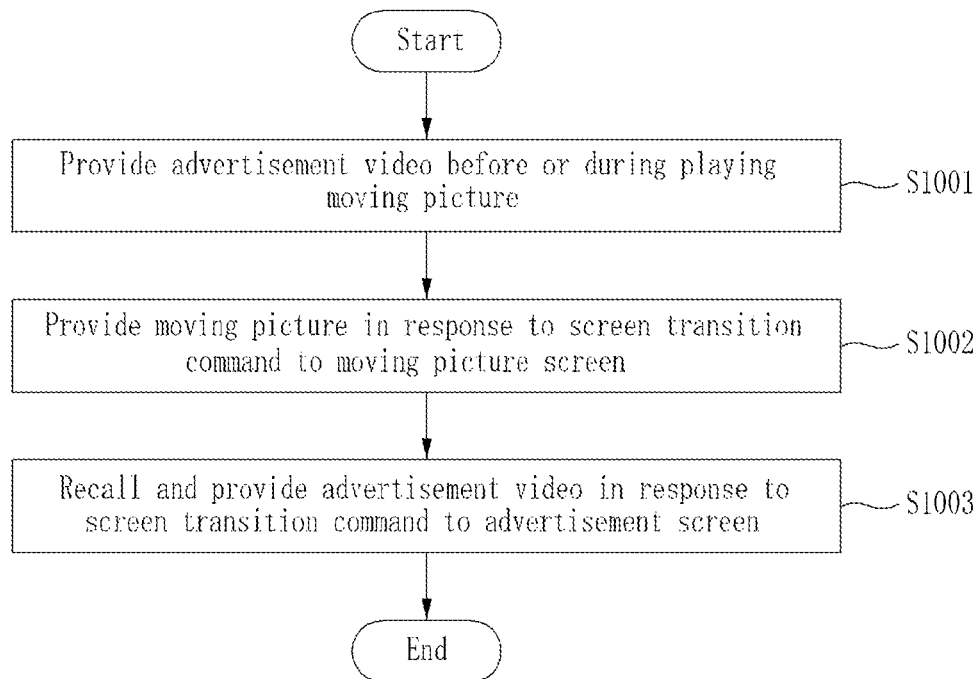 Start
Provide advertisement video before or during playing
moving picture
S1001
Provide moving picture in response to screen transition
command to moving picture screen
S1002
Recall and provide advertisement video in response to
screen transition command to advertisement screen
S1003
End